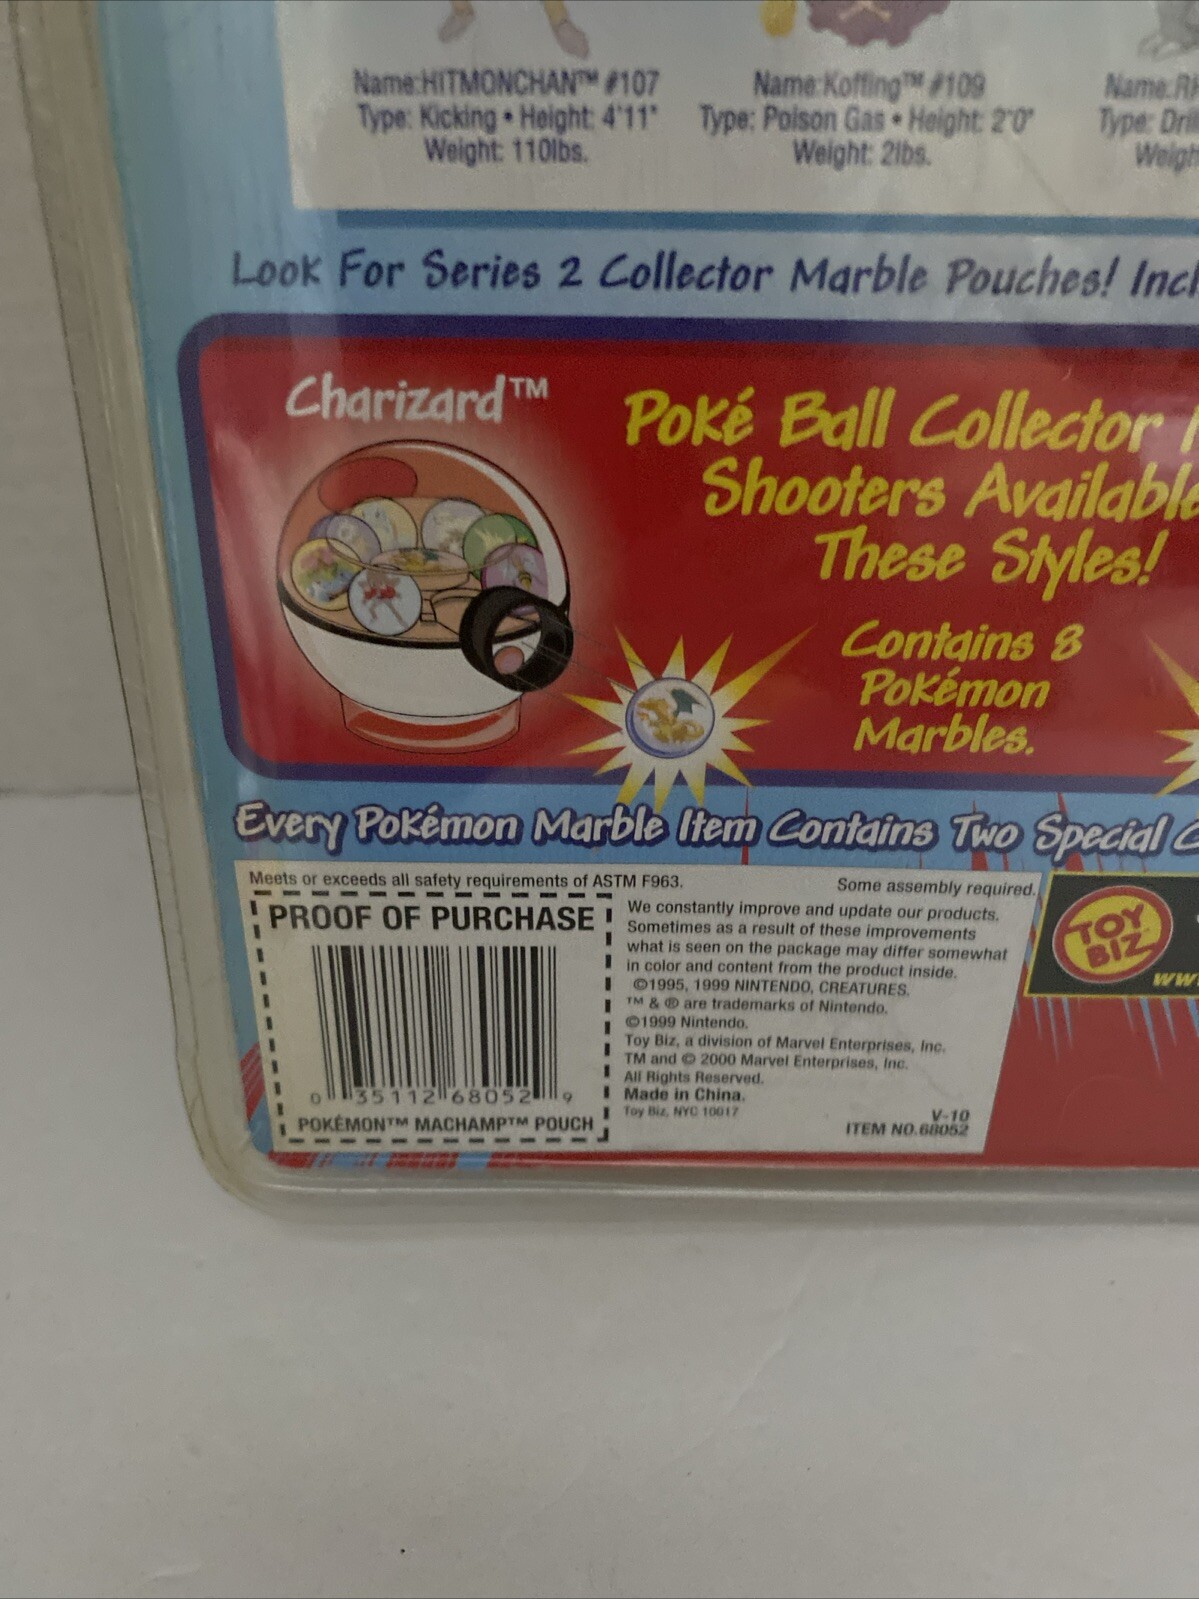 Name:HITMONCHAN™ #107
Type: Kicking • Height: 4'11"
Weight: 110lbs.
Name:Koffing™ #109
Type: Poison Gas • Height: 2'0"
Weight: 2lbs.
Name:
Type:
Look For Series 2 Collector Marble Pouches!
Charizard™
Poké Ball Collector
Shooters Available
These Styles!
Contains 8
Pokémon
Marbles.
Every Pokémon Marble Item Contains Two Special
Meets or exceeds all safety requirements of ASTM F963.
Some assembly required.
PROOF OF PURCHASE
0 35112 68052 9
POKÉMON™ MACHAMP™ POUCH
We constantly improve and update our products.
Sometimes as a result of these improvements
what is seen on the package may differ somewhat
in color and content from the product inside.
©1995, 1999 NINTENDO, CREATURES.
™ & ® are trademarks of Nintendo.
©1999 Nintendo.
Toy Biz, a division of Marvel Enterprises, Inc.
TM and © 2000 Marvel Enterprises, Inc.
All Rights Reserved.
Made in China.
Toy Biz, NYC 10017
V-10
ITEM NO.68052
TOY
BIZ